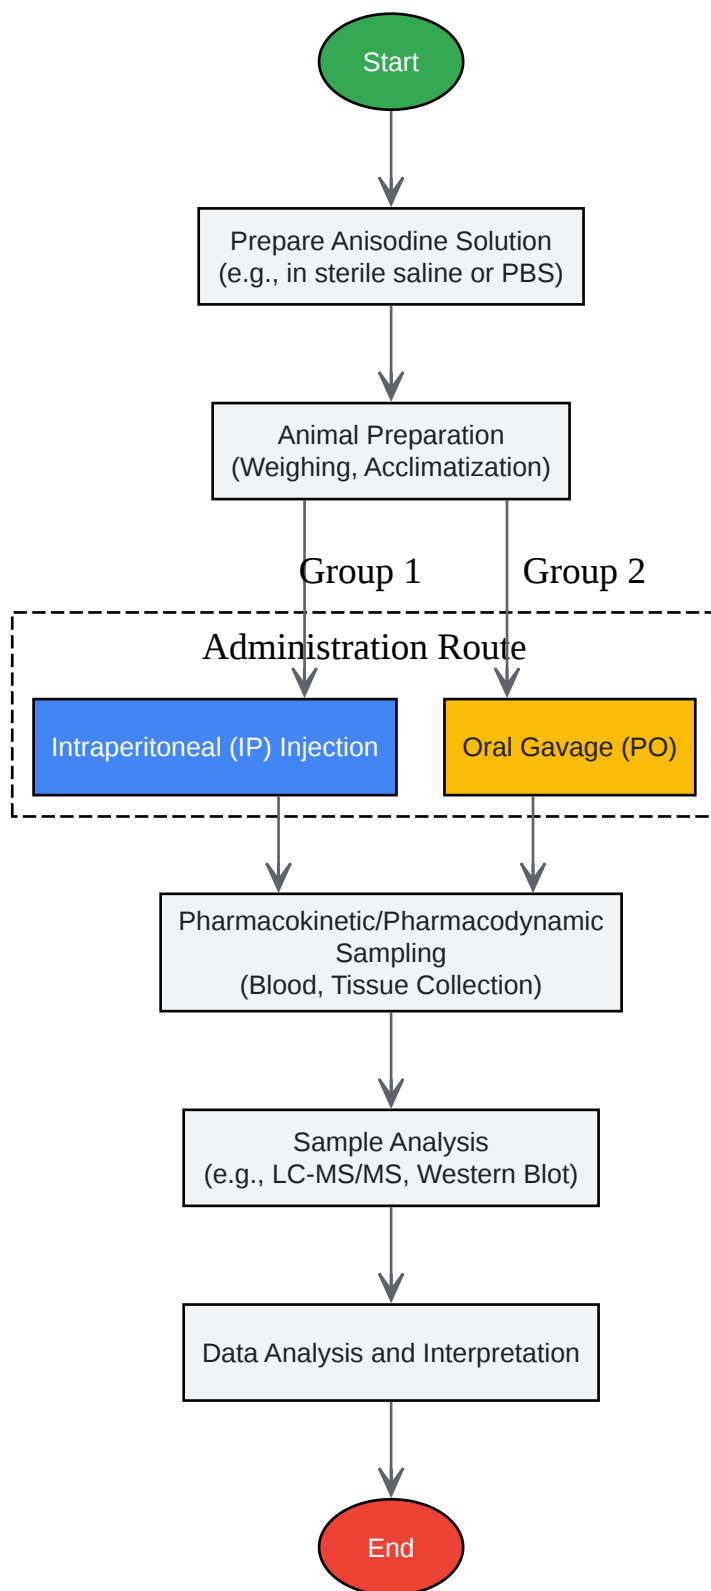 Start
Prepare Anisodine Solution
(e.g., in sterile saline or PBS)
Animal Preparation
(Weighing, Acclimatization)
Group 1
Group 2
Administration Route
Intraperitoneal (IP) Injection
Oral Gavage (PO)
Pharmacokinetic/Pharmacodynamic
Sampling
(Blood, Tissue Collection)
Sample Analysis
(e.g., LC-MS/MS, Western Blot)
Data Analysis and Interpretation
End